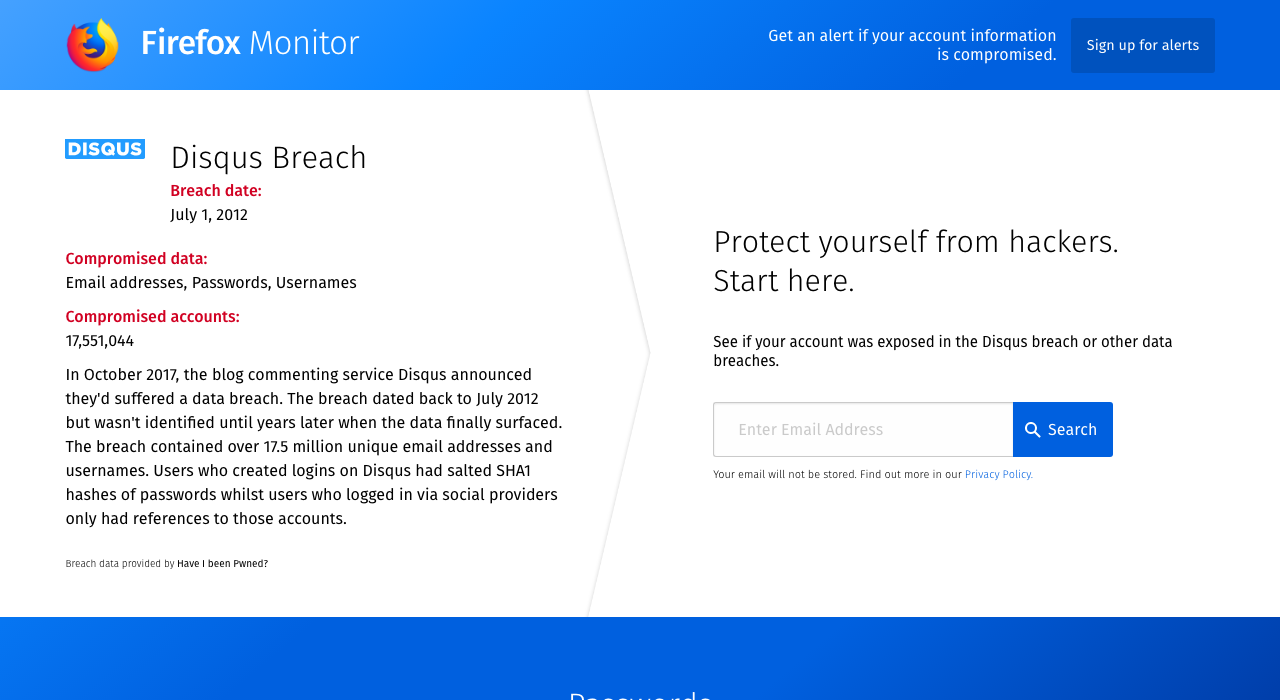 Firefox Monitor
Get an alert if your account information
is compromised.
Sign up for alerts
DISQUS
Disqus Breach
Breach date:
July 1, 2012
Compromised data:
Email addresses, Passwords, Usernames
Compromised accounts:
17,551,044
In October 2017, the blog commenting service Disqus announced
they'd suffered a data breach. The breach dated back to July 2012
but wasn't identified until years later when the data finally surfaced.
The breach contained over 17.5 million unique email addresses and
usernames. Users who created logins on Disqus had salted SHA1
hashes of passwords whilst users who logged in via social providers
only had references to those accounts.
Breach data provided by Have I been Pwned?
Protect yourself from hackers.
Start here.
See if your account was exposed in the Disqus breach or other data
breaches.
Enter Email Address
Search
Your email will not be stored. Find out more in our Privacy Policy.
Passwords